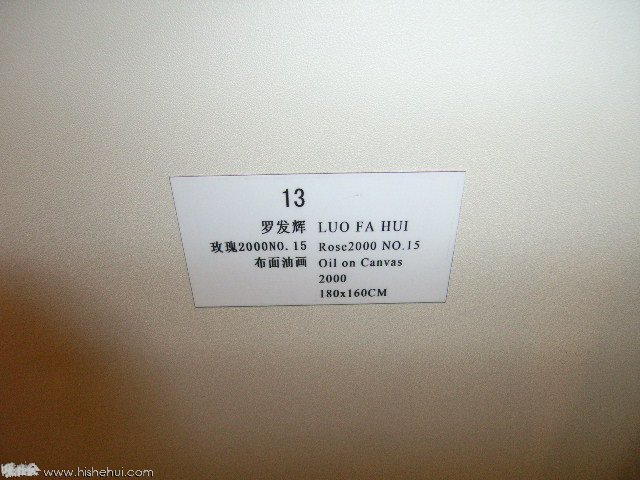 13
罗发辉 LUO FA HUI
玫瑰2000NO.15 Rose2000 NO.15
布面油画 Oil on Canvas
2000
180x160CM
www.hishehui.com